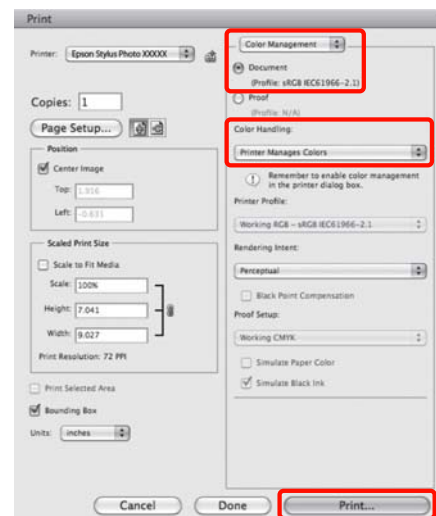 Print
Printer: Epson Stylus Photo XXXXX
Copies: 1
Page Setup...
Position
Center Image
Top: 1.916
Left: -0.633
Scaled Print Size
Scale to Fit Media
Scale: 100%
Height: 7.041
Width: 9.027
Print Resolution: 72 PPI
Print Selected Area
Bounding Box
Units: inches
Color Management
Document
(Profile: sRGB IEC61966-2.1)
Proof
(Profile: N/A)
Color Handling:
Printer Manages Colors
Remember to enable color management
in the printer dialog box.
Printer Profile:
Working RGB - sRGB IEC61966-2.1
Rendering Intent:
Perceptual
Black Point Compensation
Proof Setup:
Working CMYK
Simulate Paper Color
Simulate Black Ink
Cancel
Done
Print...